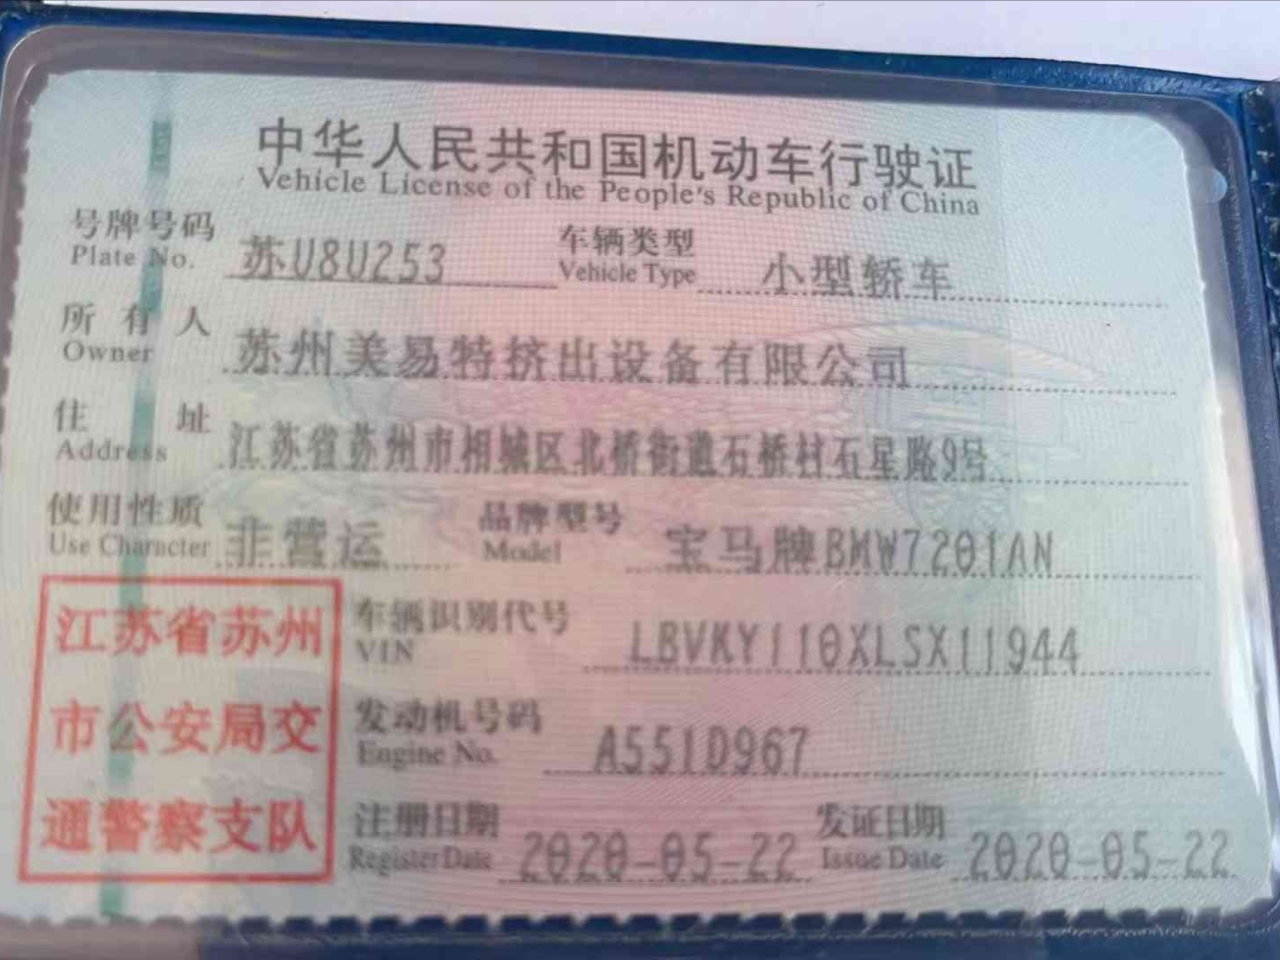 中华人民共和国机动车行驶证
Vehicle License of the People's Republic of China
号牌号码 苏U8U253 车辆类型 小型轿车
Plate No. Vehicle Type
所有人 苏州美易特挤出设备有限公司
Owner
住址 江苏省苏州市相城区北桥街道石桥村石星路9号
Address
使用性质 非营运 品牌型号 宝马牌BMW7201AN
Use Character Model
江苏省苏州
市公安局交
通警察支队
车辆识别代号 LBVKY110XLSX11944
VIN
发动机号码 A551D967
Engine No.
注册日期 2020-05-22 发证日期 2020-05-22
Register Date Issue Date